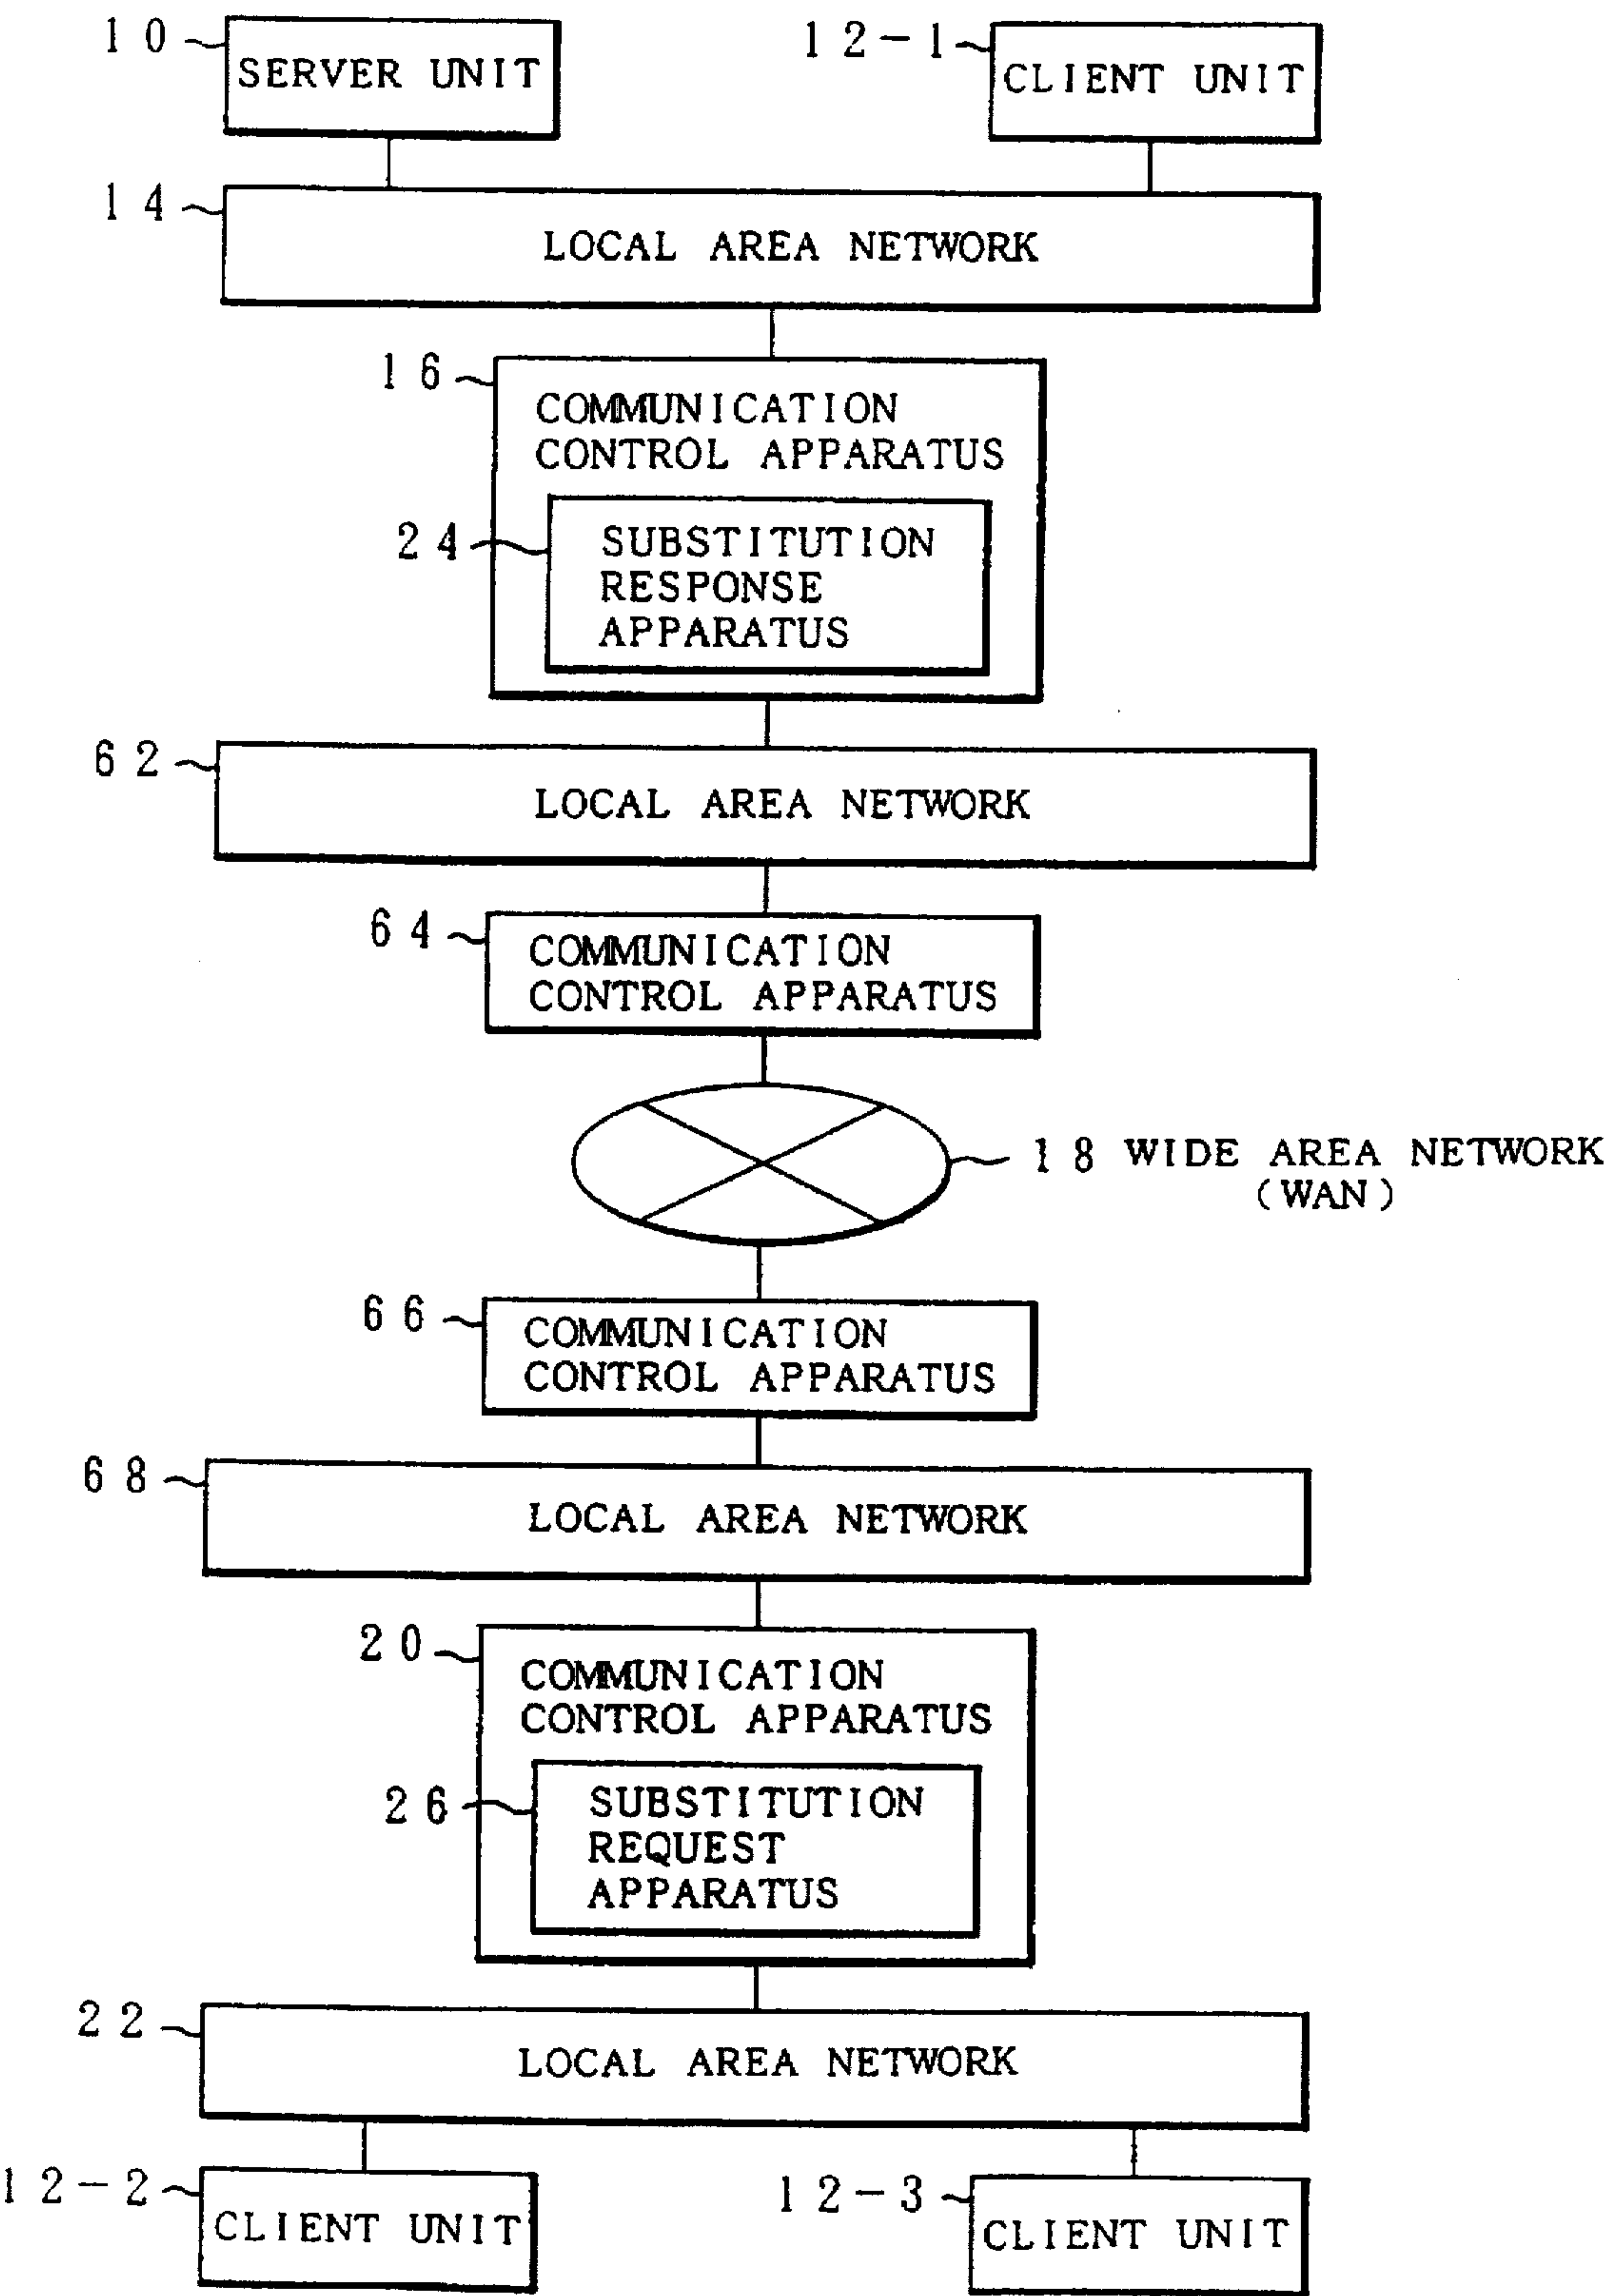 10
SERVER UNIT
12-1
CLIENT UNIT
14
LOCAL AREA NETWORK
16
COMMUNICATION
CONTROL APPARATUS
24
SUBSTITUTION
RESPONSE
APPARATUS
62
LOCAL AREA NETWORK
64
COMMUNICATION
CONTROL APPARATUS
18 WIDE AREA NETWORK
(WAN)
66
COMMUNICATION
CONTROL APPARATUS
68
LOCAL AREA NETWORK
20
COMMUNICATION
CONTROL APPARATUS
26
SUBSTITUTION
REQUEST
APPARATUS
22
LOCAL AREA NETWORK
12-2
CLIENT UNIT
12-3
CLIENT UNIT